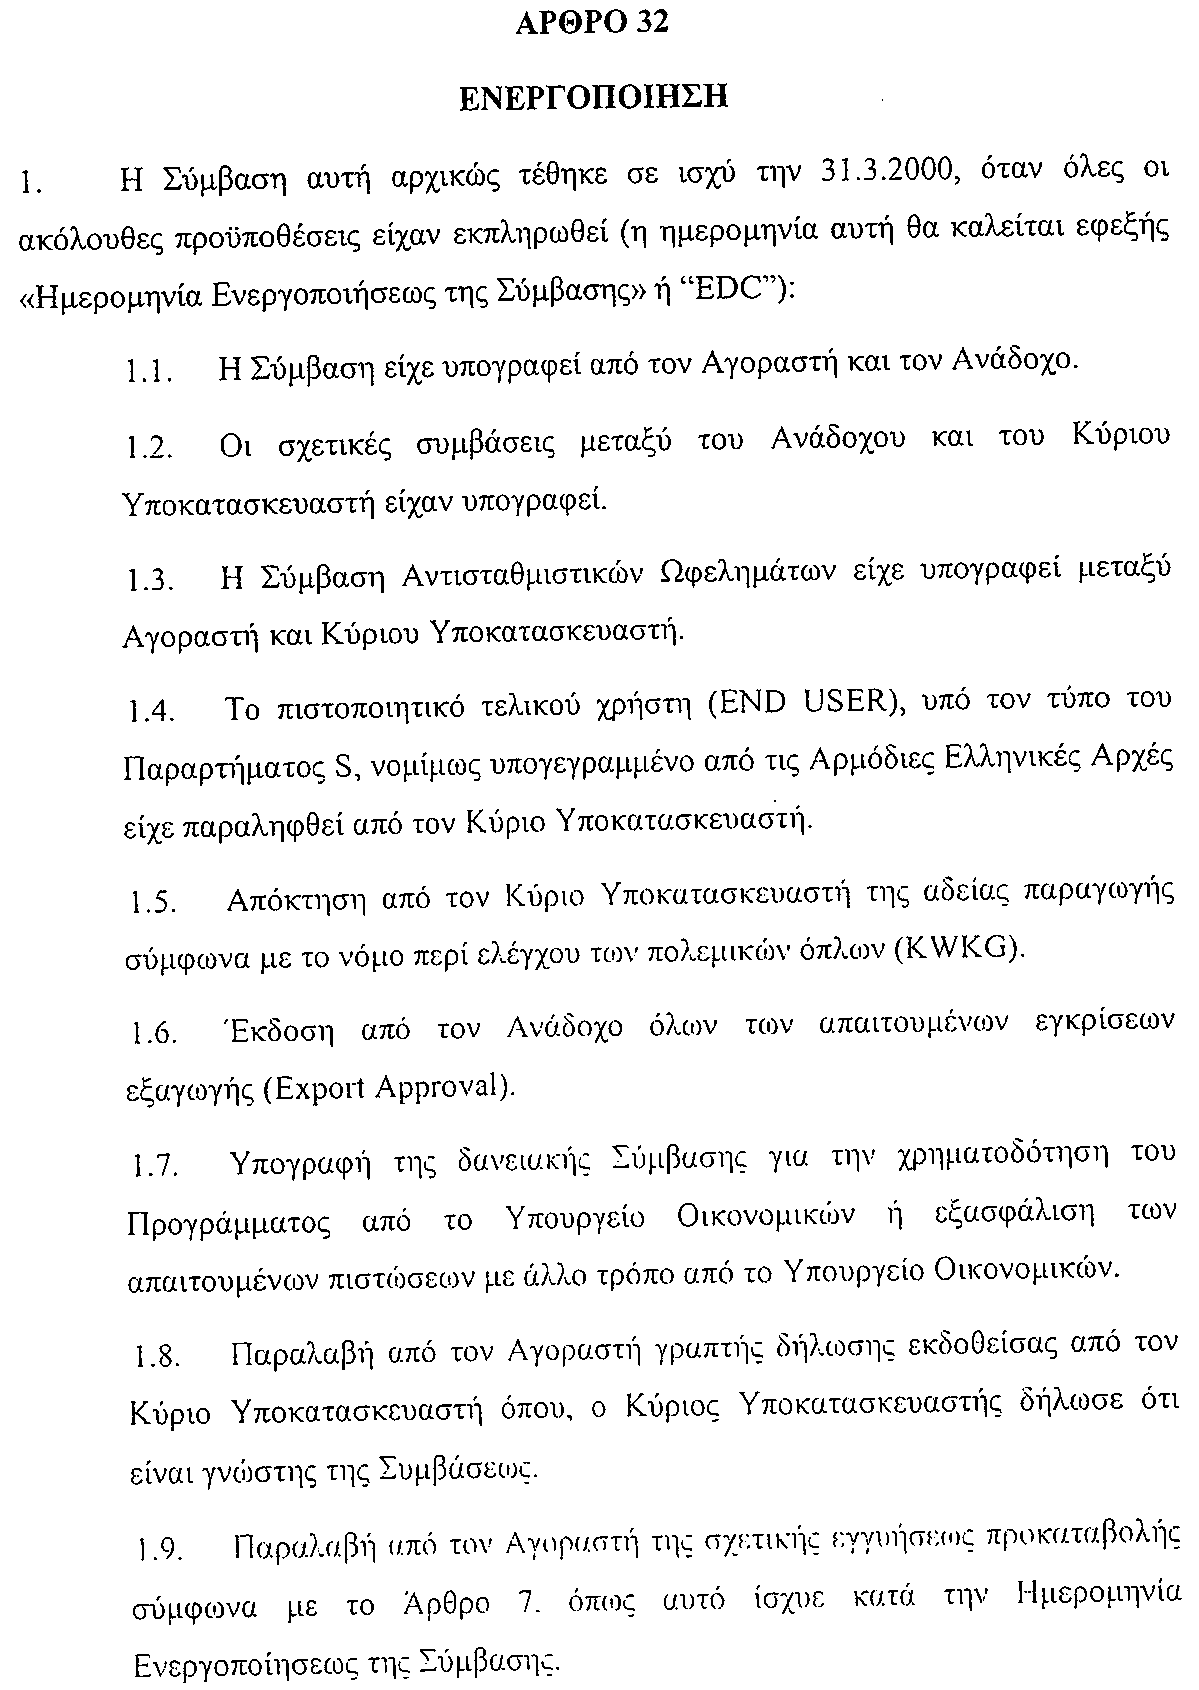 ΑΡΘΡΟ 32
ΕΝΕΡΓΟΠΟΙΗΣΗ
1. Η Σύμβαση αυτή αρχικώς τέθηκε σε ισχύ την 31.3.2000, όταν όλες οι
ακόλουθες προϋποθέσεις είχαν εκπληρωθεί (η ημερομηνία αυτή θα καλείται εφεξής
«Ημερομηνία Ενεργοποιήσεως της Σύμβασης» ή “EDC”):
1.1. Η Σύμβαση είχε υπογραφεί από τον Αγοραστή και τον Ανάδοχο.
1.2. Οι σχετικές συμβάσεις μεταξύ του Ανάδοχου και του Κύριου
Υποκατασκευαστή είχαν υπογραφεί.
1.3. Η Σύμβαση Αντισταθμιστικών Ωφελημάτων είχε υπογραφεί μεταξύ
Αγοραστή και Κύριου Υποκατασκευαστή.
1.4. Το πιστοποιητικό τελικού χρήστη (END USER), υπό τον τύπο του
Παραρτήματος S, νομίμως υπογεγραμμένο από τις Αρμόδιες Ελληνικές Αρχές
είχε παραληφθεί από τον Κύριο Υποκατασκευαστή.
1.5. Απόκτηση από τον Κύριο Υποκατασκευαστή της αδείας παραγωγής
σύμφωνα με το νόμο περί ελέγχου των πολεμικών όπλων (KWKG).
1.6. Έκδοση από τον Ανάδοχο όλων των απαιτουμένων εγκρίσεων
εξαγωγής (Export Approval).
1.7. Υπογραφή της δανειακής Σύμβασης για την χρηματοδότηση του
Προγράμματος από το Υπουργείο Οικονομικών ή εξασφάλιση των
απαιτουμένων πιστώσεων με άλλο τρόπο από το Υπουργείο Οικονομικών.
1.8. Παραλαβή από τον Αγοραστή γραπτής δήλωσης εκδοθείσας από τον
Κύριο Υποκατασκευαστή όπου, ο Κύριος Υποκατασκευαστής δήλωσε ότι
είναι γνώστης της Συμβάσεως.
1.9. Παραλαβή από τον Αγοραστή της σχετικής εγγυήσεως προκαταβολής
σύμφωνα με το Άρθρο 7. όπως αυτό ίσχυε κατά την Ημερομηνία
Ενεργοποίησεως της Σύμβασης.